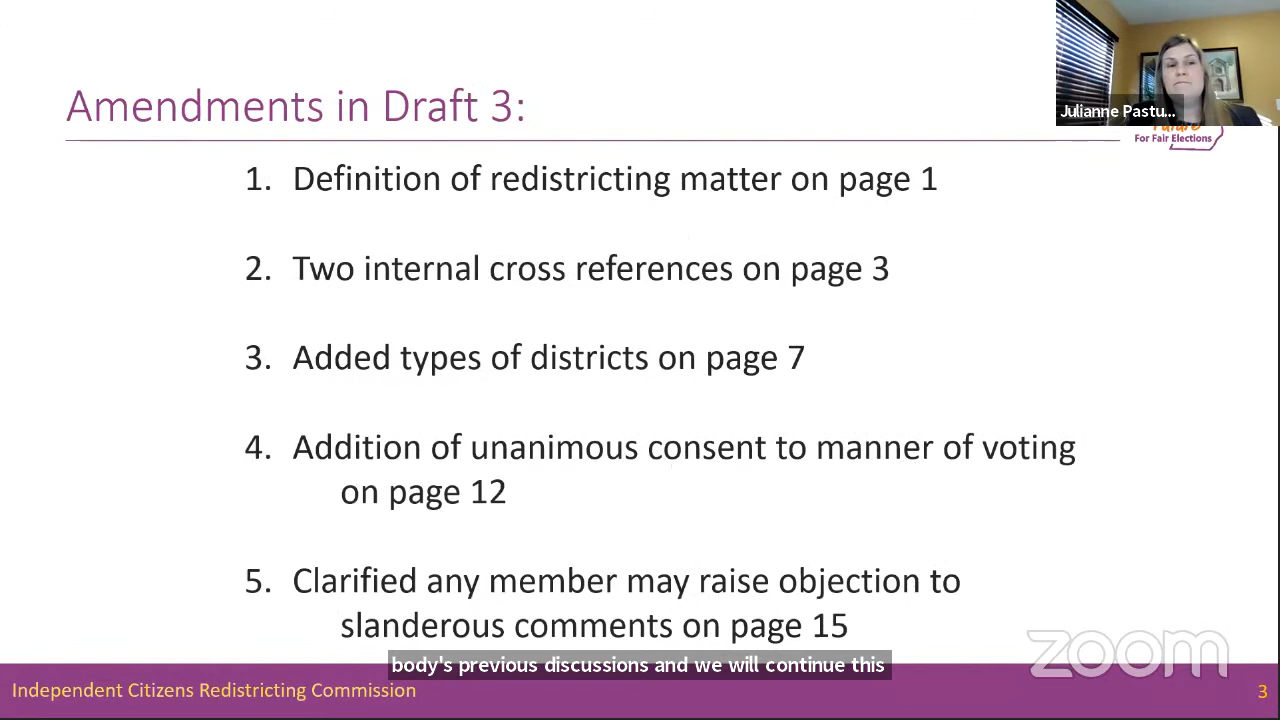 Amendments in Draft 3:
Julianne Pastu...
Future
For Fair Elections
1. Definition of redistricting matter on page 1
2. Two internal cross references on page 3
3. Added types of districts on page 7
4. Addition of unanimous consent to manner of voting
on page 12
5. Clarified any member may raise objection to
slanderous comments on page 15
zoom
body's previous discussions and we will continue this
Independent Citizens Redistricting Commission
3